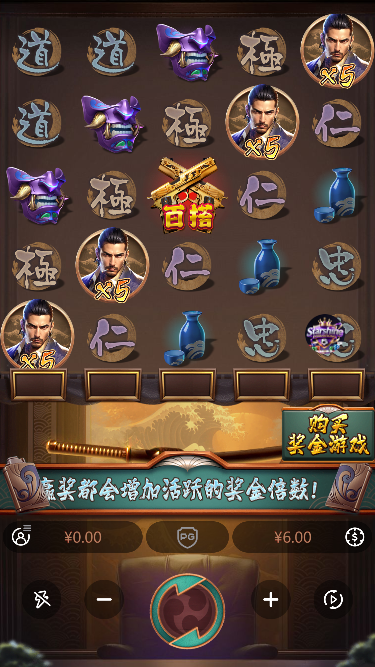 道 道 極 x5
道 極 x5 仁
極 百搭 仁
極 x5 仁 忠
x5 仁 忠 忠
Starshine
购买
奖金游戏
赢奖都会增加活跃的奖金倍数!
¥0.00 PG ¥6.00